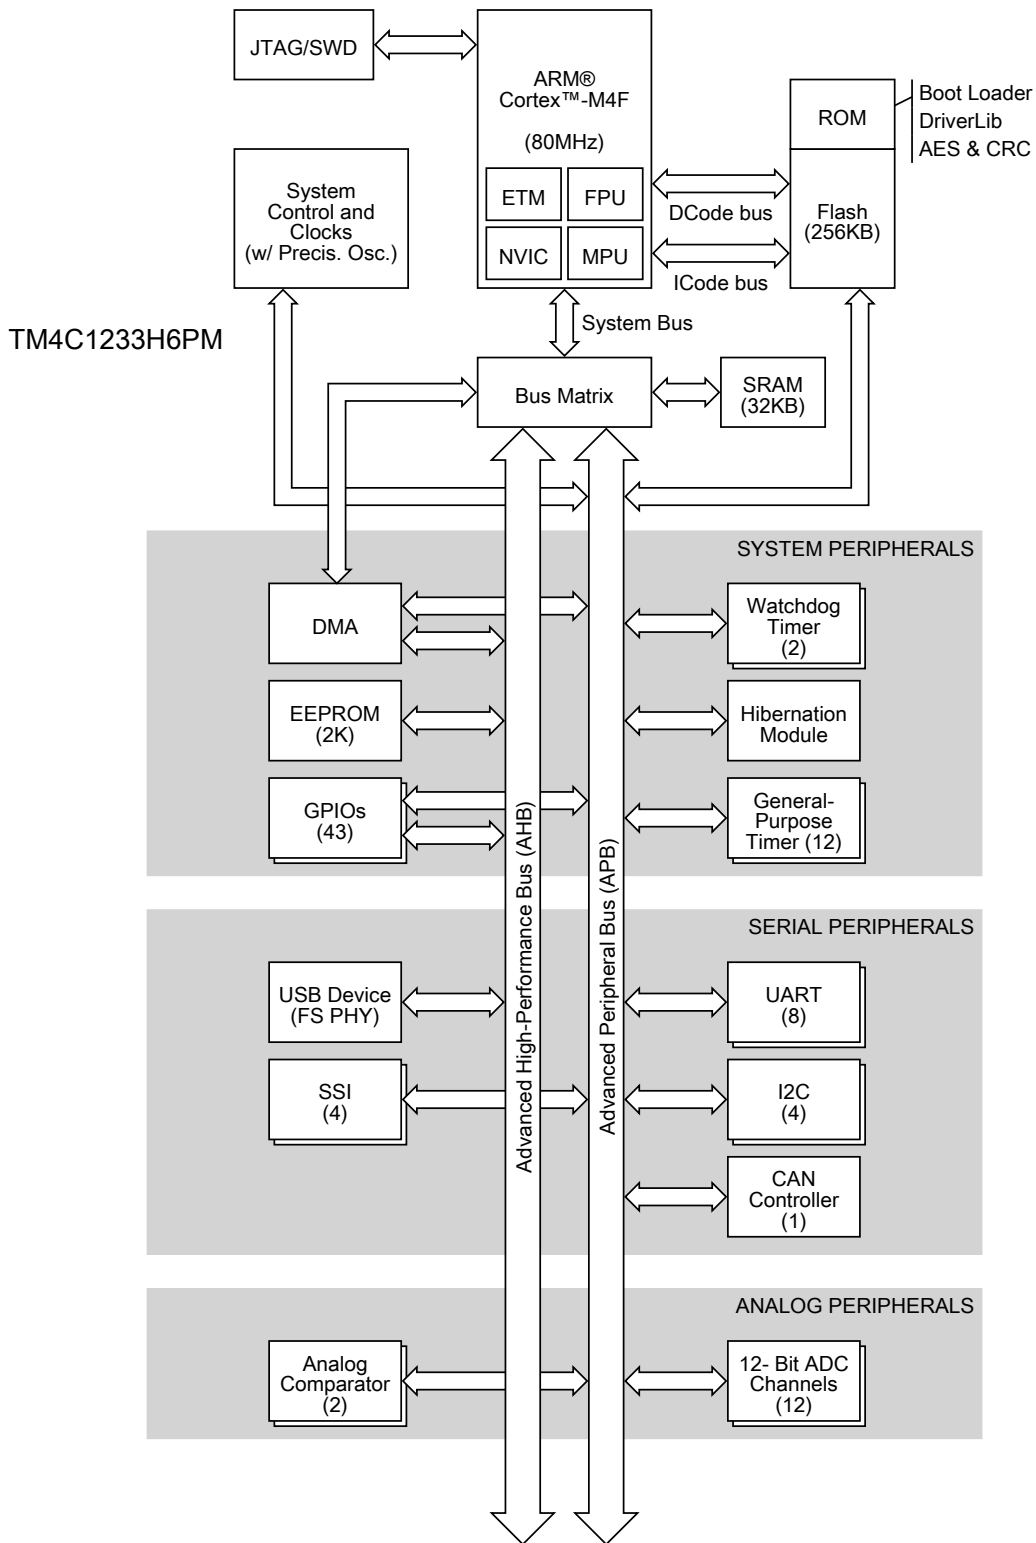 JTAG/SWD
ARM®
Cortex™-M4F
(80MHz)
ETM
FPU
NVIC
MPU
ROM
Boot Loader
DriverLib
AES & CRC
Flash
(256KB)
DCode bus
ICode bus
System
Control and
Clocks
(w/ Precis. Osc.)
System Bus
TM4C1233H6PM
Bus Matrix
SRAM
(32KB)
SYSTEM PERIPHERALS
DMA
Watchdog
Timer
(2)
EEPROM
(2K)
Hibernation
Module
GPIOs
(43)
General-
Purpose
Timer (12)
Advanced High-Performance Bus (AHB)
Advanced Peripheral Bus (APB)
SERIAL PERIPHERALS
USB Device
(FS PHY)
UART
(8)
SSI
(4)
I2C
(4)
CAN
Controller
(1)
ANALOG PERIPHERALS
Analog
Comparator
(2)
12- Bit ADC
Channels
(12)